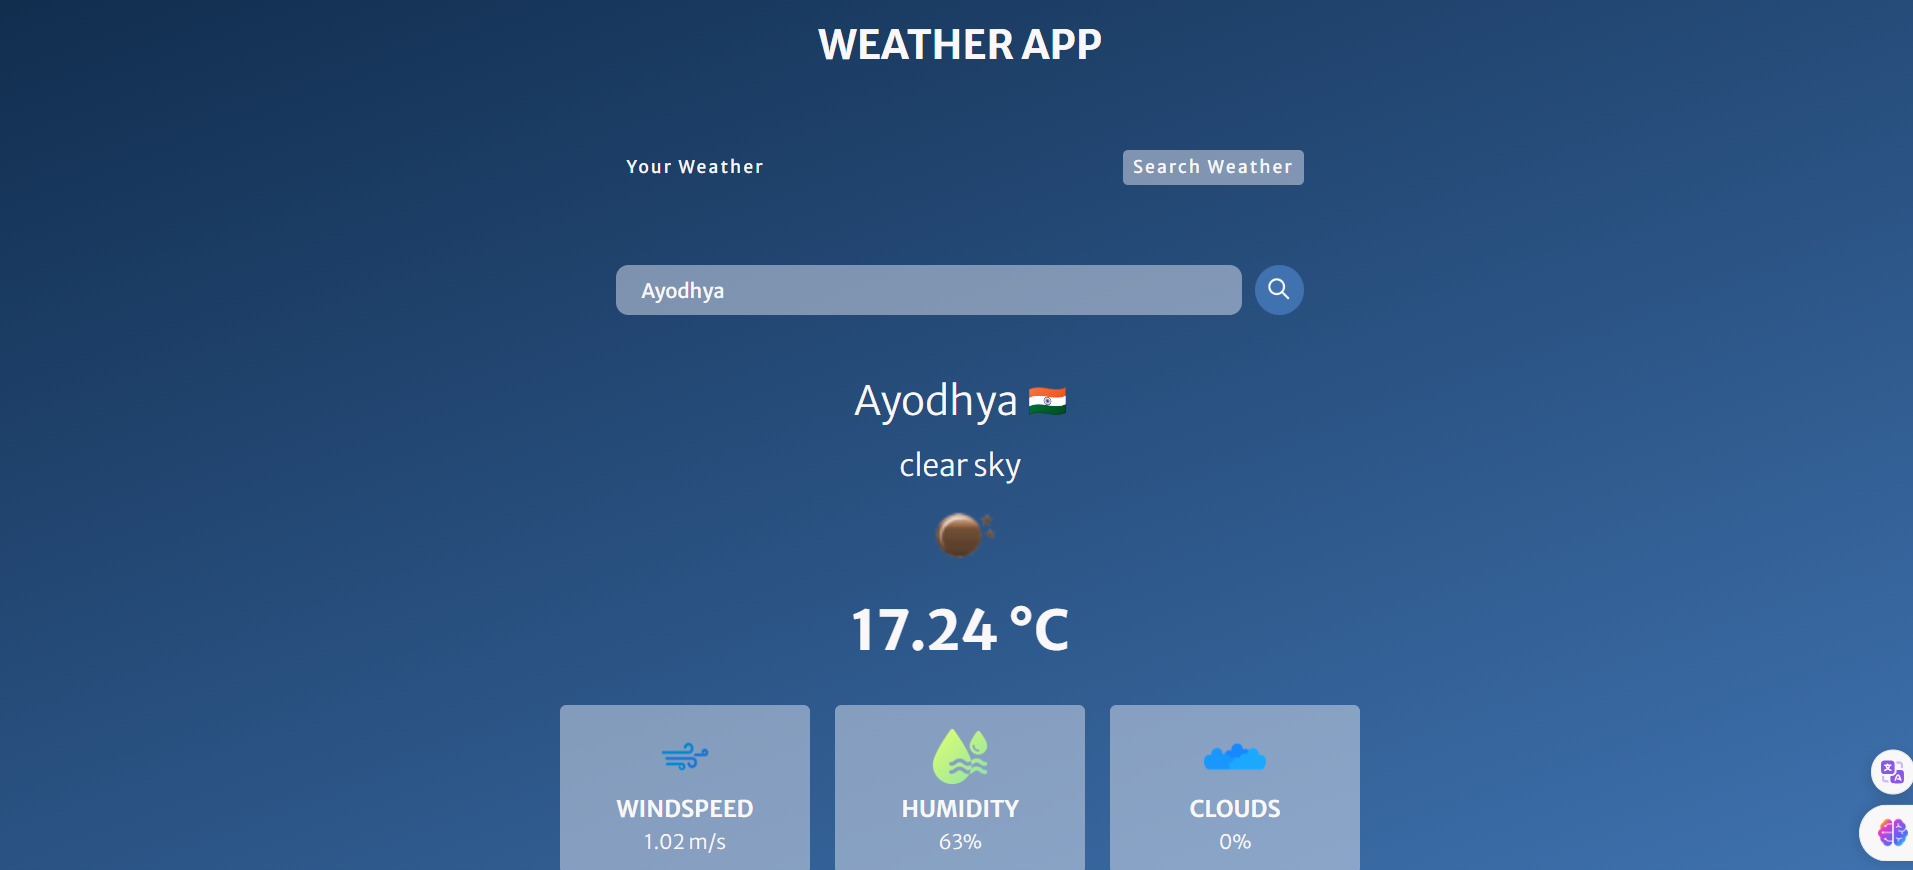 WEATHER APP
Your Weather
Search Weather
Ayodhya
Ayodhya
clear sky
17.24 °C
WINDSPEED
1.02 m/s
HUMIDITY
63%
CLOUDS
0%